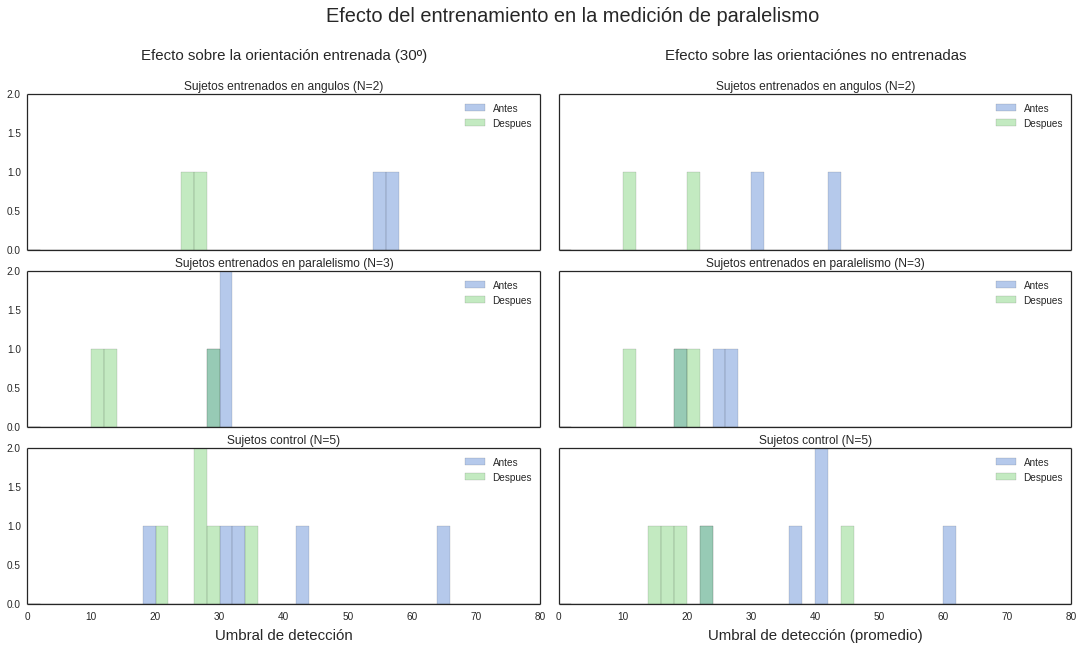 Efecto del entrenamiento en la medición de paralelismo
Efecto sobre la orientación entrenada (30º)
Efecto sobre las orientaciónes no entrenadas
Sujetos entrenados en angulos (N=2)
Sujetos entrenados en angulos (N=2)
2.0
1.5
1.0
0.5
0.0
Antes
Despues
Antes
Despues
Sujetos entrenados en paralelismo (N=3)
Sujetos entrenados en paralelismo (N=3)
2.0
1.5
1.0
0.5
0.0
Antes
Despues
Antes
Despues
Sujetos control (N=5)
Sujetos control (N=5)
2.0
1.5
1.0
0.5
0.0
Antes
Despues
Antes
Despues
0 10 20 30 40 50 60 70 80
0 10 20 30 40 50 60 70 80
Umbral de detección
Umbral de detección (promedio)